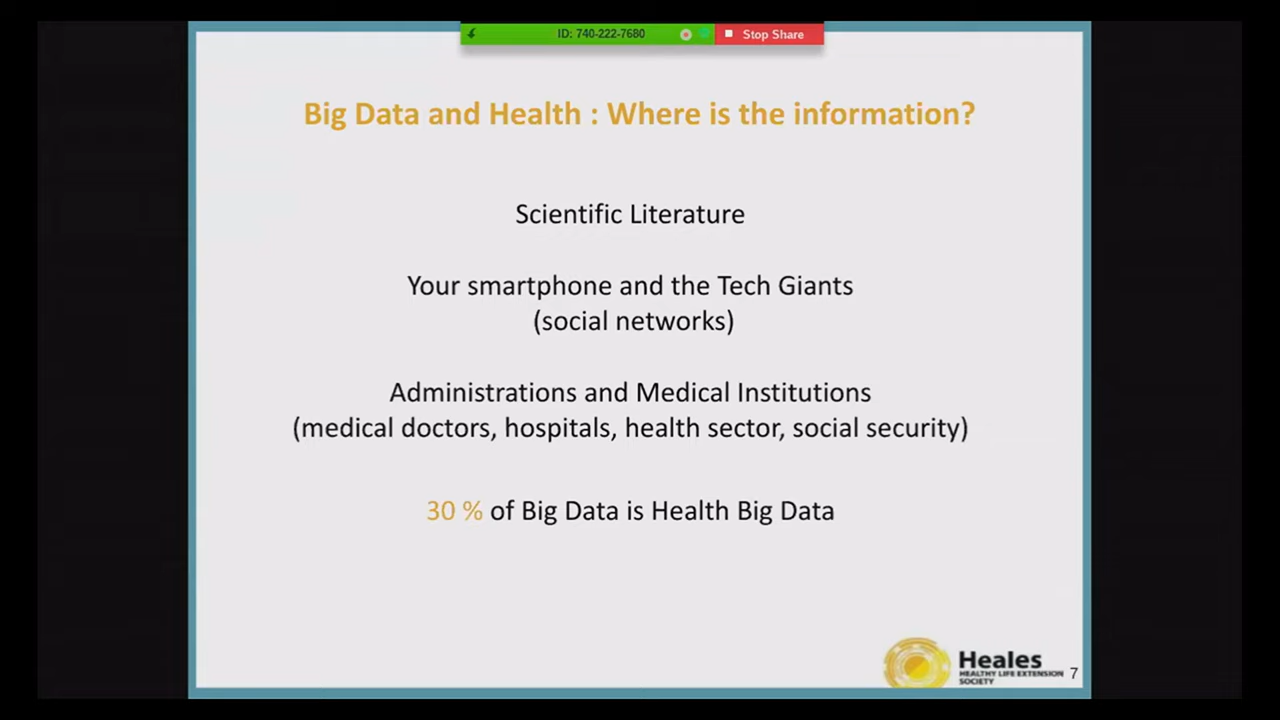 ID: 740-222-7680
Stop Share
Big Data and Health : Where is the information?
Scientific Literature
Your smartphone and the Tech Giants
(social networks)
Administrations and Medical Institutions
(medical doctors, hospitals, health sector, social security)
30 % of Big Data is Health Big Data
Heales
HEALTHY LIFE EXTENSION
SOCIETY
7